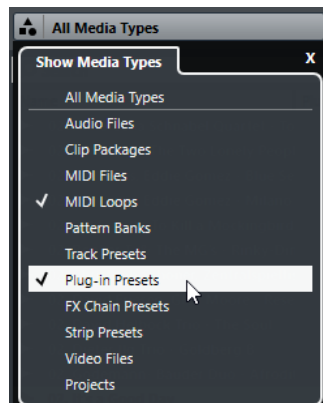 All Media Types
Show Media Types X
All Media Types
Audio Files
Clip Packages
MIDI Files
MIDI Loops
Pattern Banks
Track Presets
Plug-in Presets
FX Chain Presets
Strip Presets
Video Files
Projects